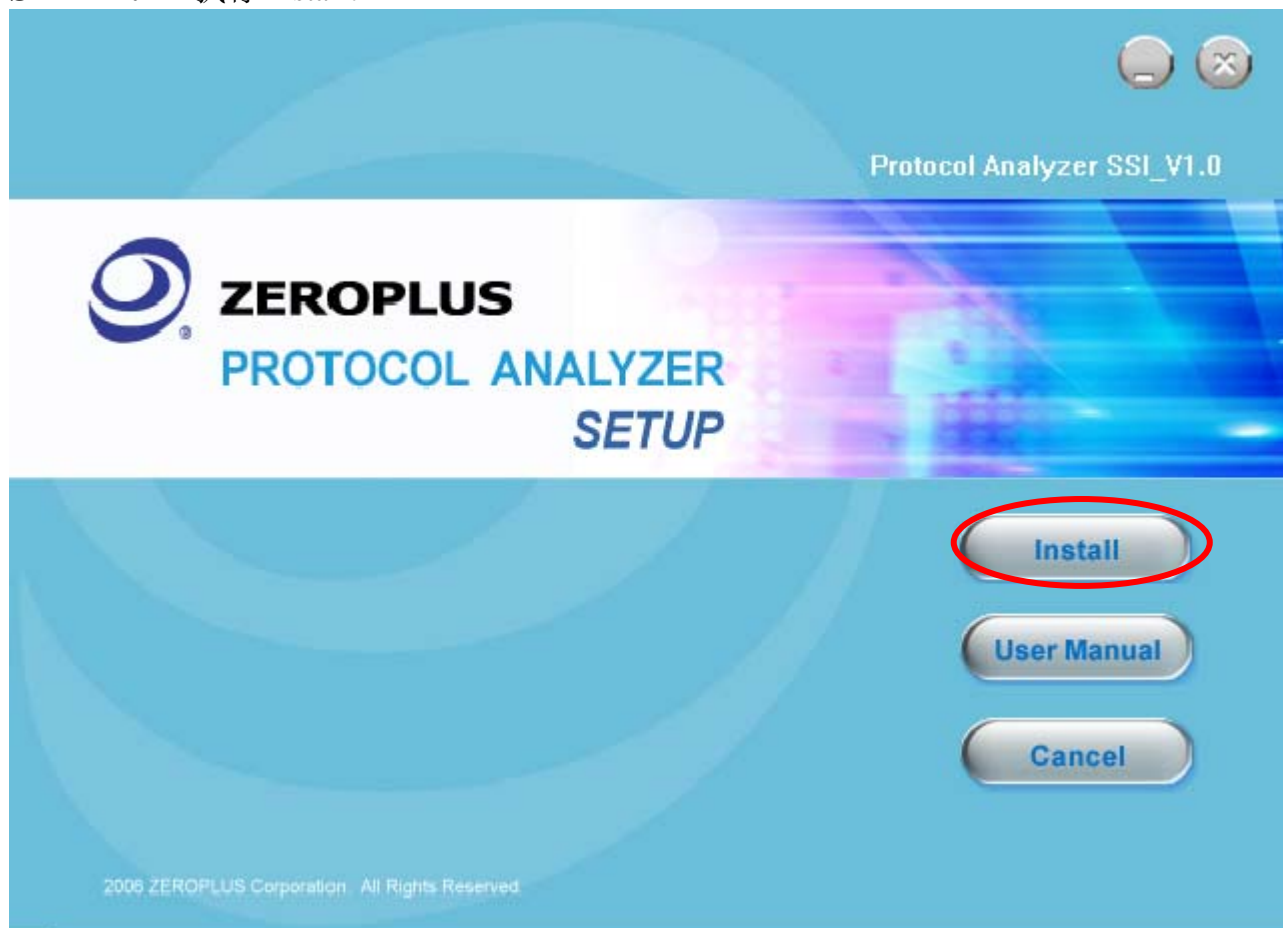 Protocol Analyzer SSI_V1.0
ZEROPLUS
PROTOCOL ANALYZER
SETUP
Install
User Manual
Cancel
2006 ZEROPLUS Corporation. All Rights Reserved.